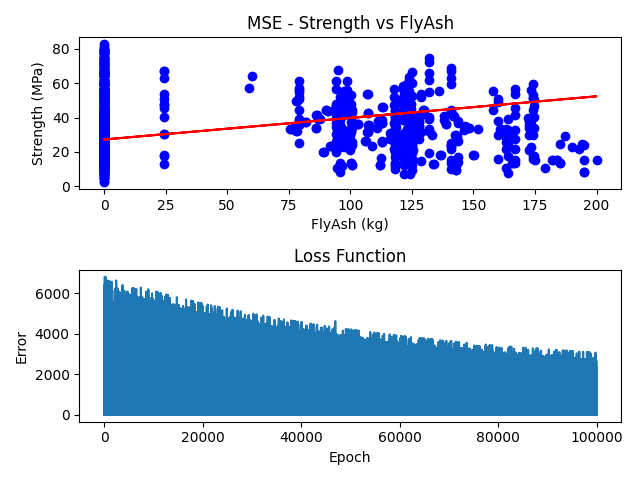 MSE - Strength vs FlyAsh
Strength (MPa)
80
60
40
20
0
0 25 50 75 100 125 150 175 200
FlyAsh (kg)
Loss Function
Error
6000
4000
2000
0
0 20000 40000 60000 80000 100000
Epoch